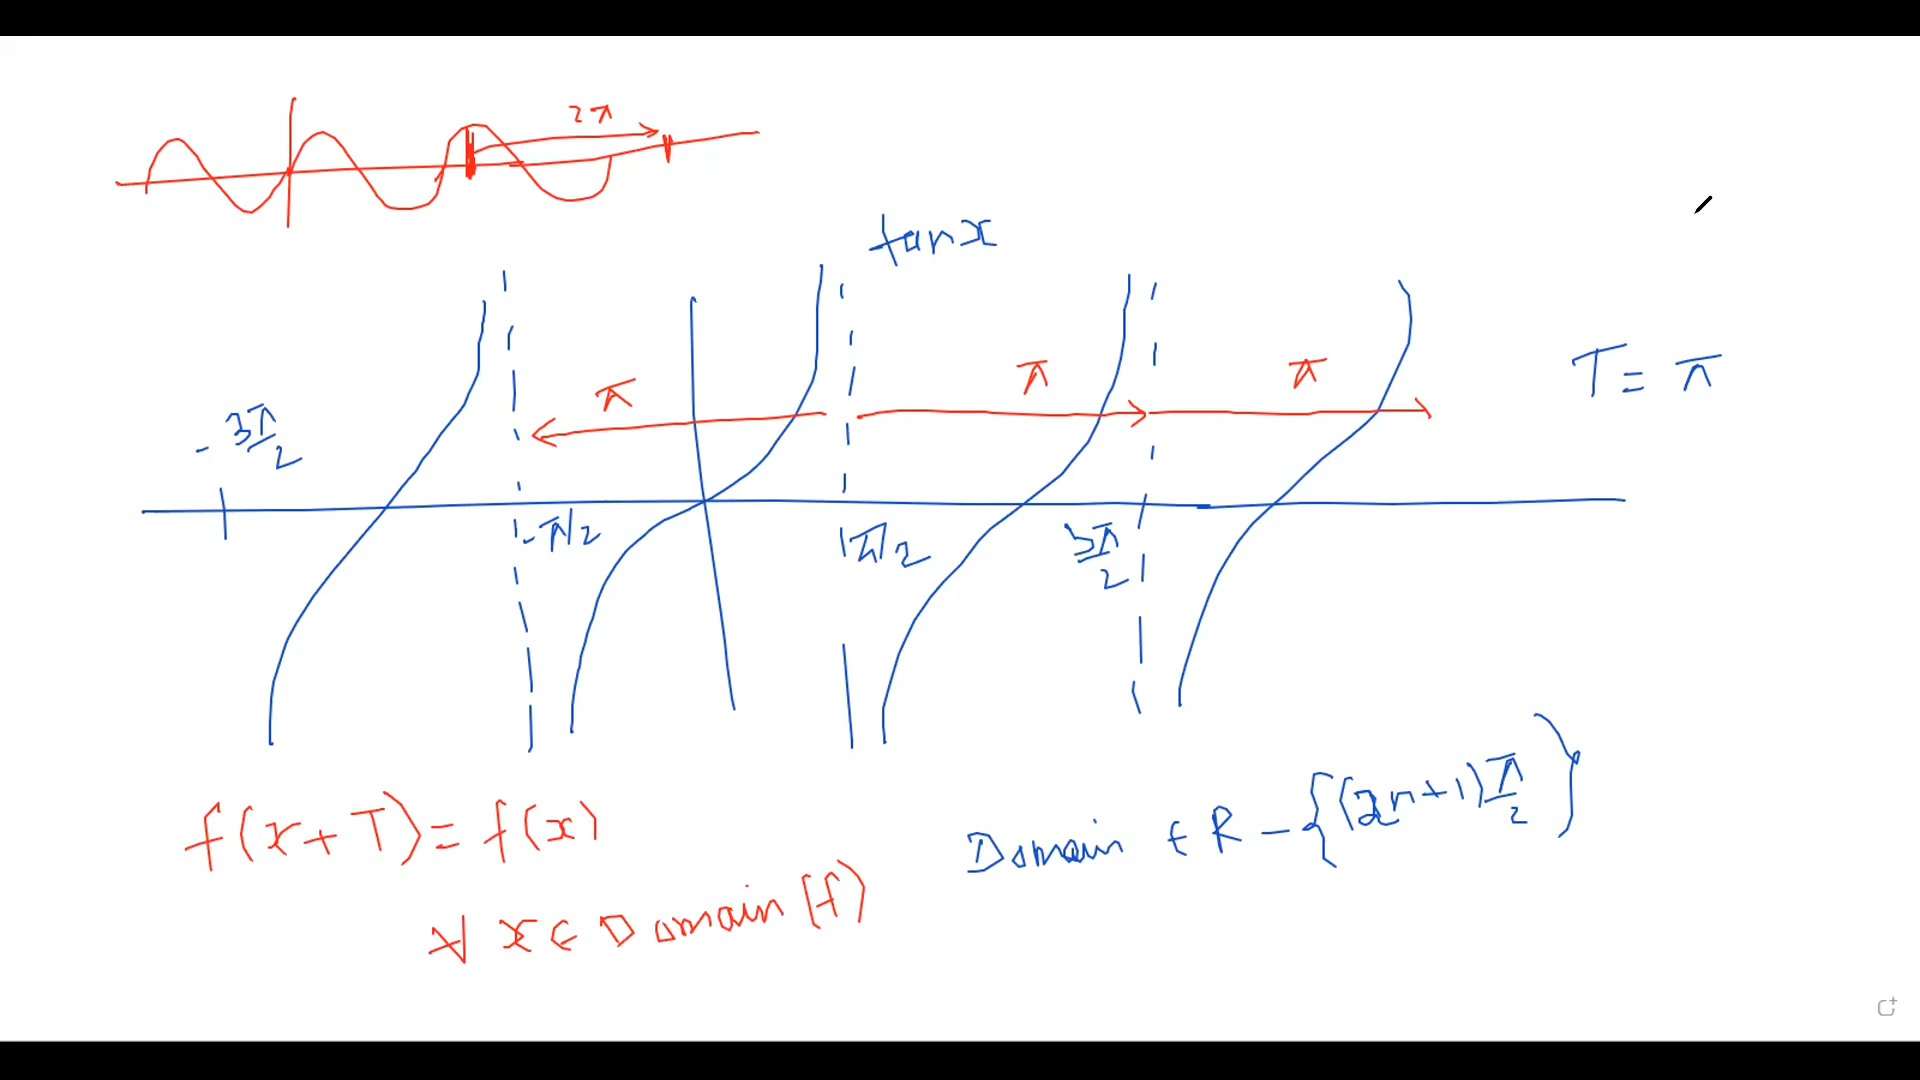 2π
tan x
π π π
T = π
- 3π/2
-π/2 π/2 3π/2
f(x+T) = f(x)
Domain ∈ R - {(2n+1)π/2}
∀ x ∈ Domain (f)